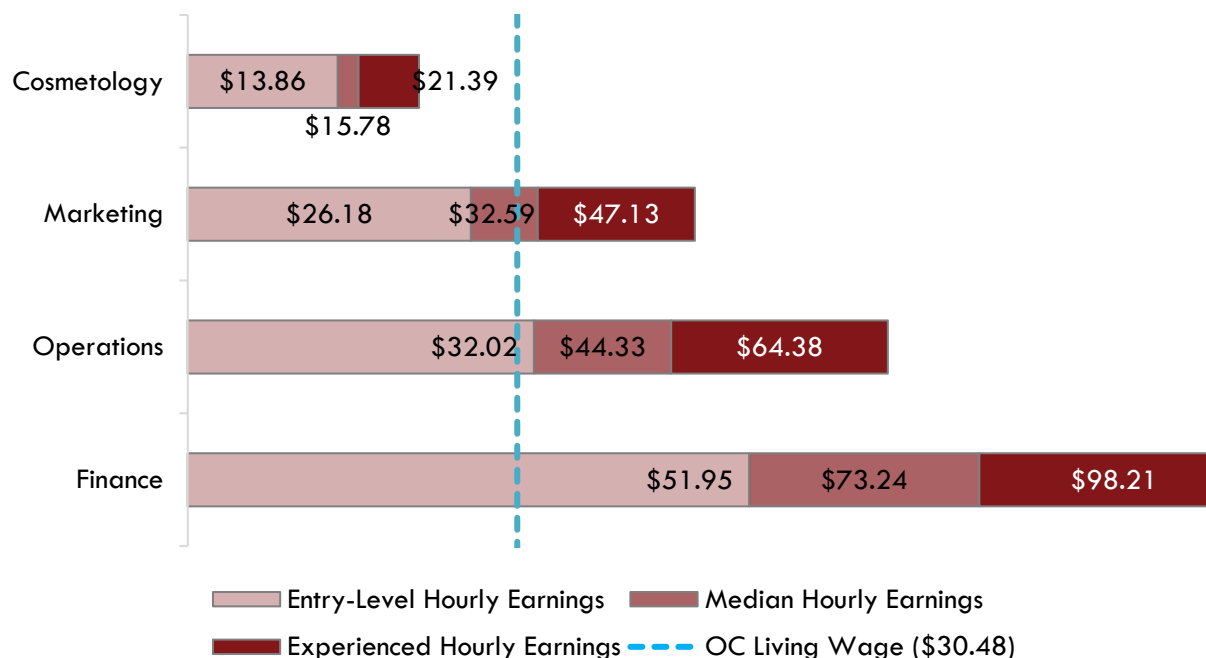 Cosmetology $13.86 $21.39
$15.78
Marketing $26.18 $32.59 $47.13
Operations $32.02 $44.33 $64.38
Finance $51.95 $73.24 $98.21
Entry-Level Hourly Earnings Median Hourly Earnings
Experienced Hourly Earnings OC Living Wage ($30.48)